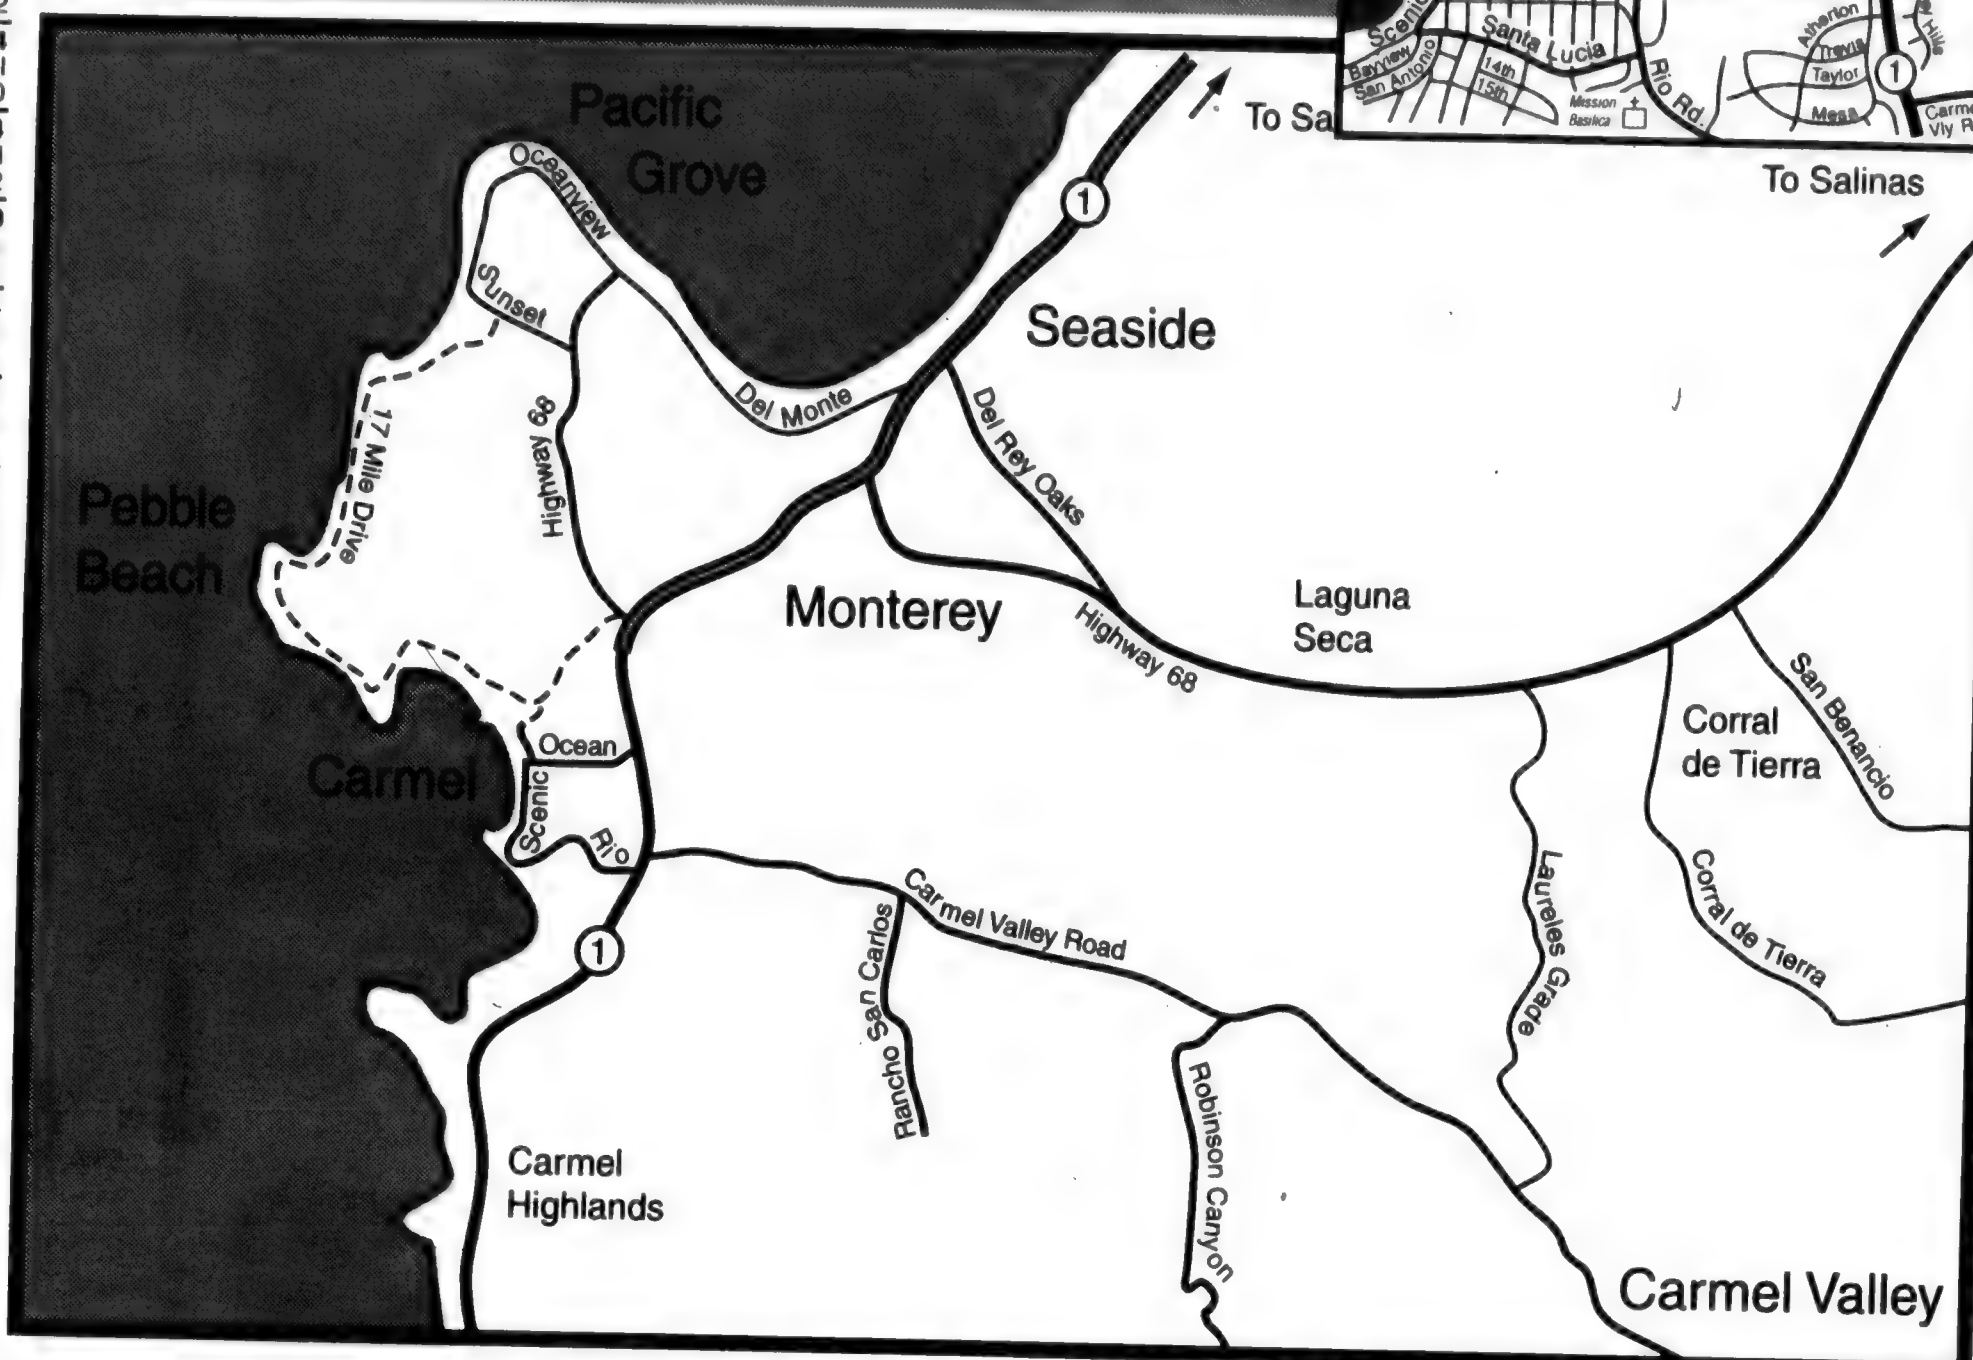 Scenic
Bayview
San Antonio
Santa Lucia
14th
15th
Mission
Basilica
Rio Rd.
Atherton
Trevis
Taylor
Mesa
1
Hills
Vly R
Pacific
Grove
To Sa
To Salinas
Oceanview
1
Sunset
Seaside
Del Monte
Del Rey Oaks
17 Mile Drive
Highway 68
Pebble
Beach
Monterey
Highway 68
Laguna
Seca
San Benancio
Corral
de Tierra
Ocean
Carmel
Scenic
Rio
Laureles Grade
Corral de Tierra
Carmel Valley Road
1
Rancho San Carlos
Robinson Canyon
Carmel
Highlands
Carmel Valley